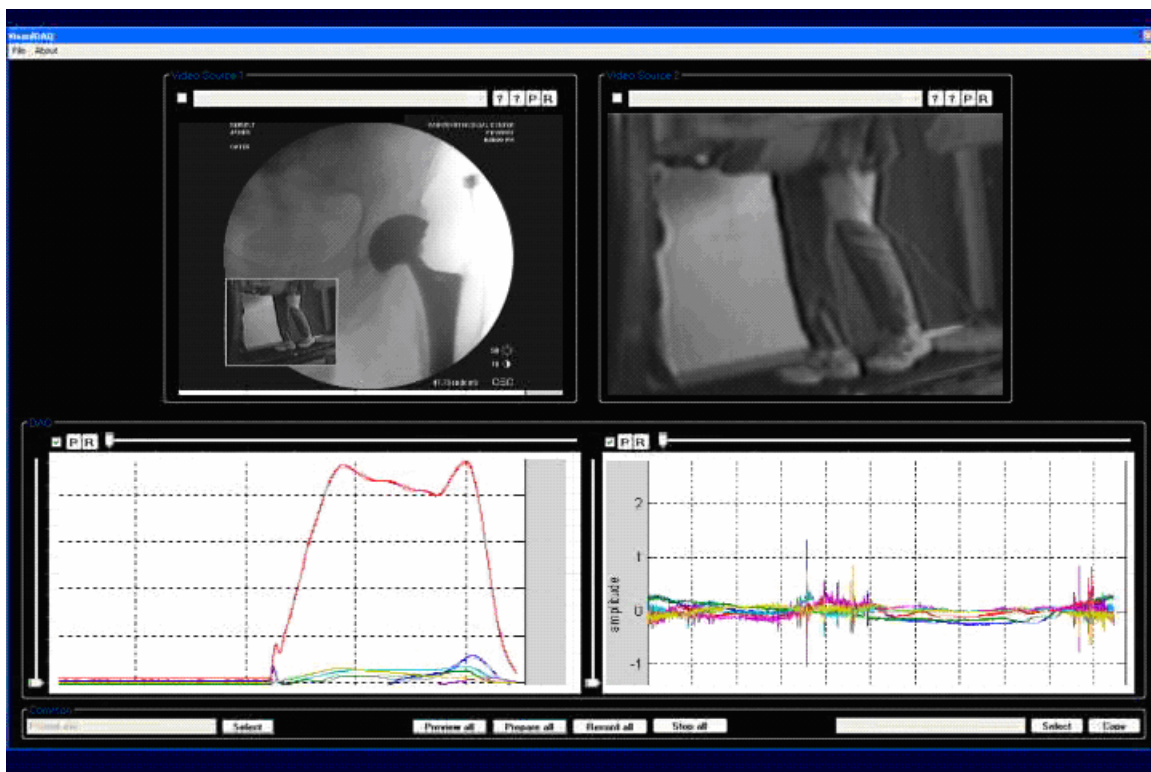 File About
Video Source 1
Video Source 2
? ? P R
? ? P R
DAQ
P R
P R
2
1
0
-1
amplitude
Common
Select
Preview all
Prepare all
Record all
Stop all
Select
Copy